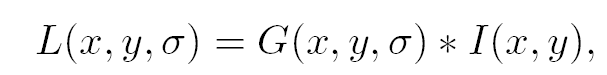 L(x, y, σ) = G(x, y, σ) ∗ I(x, y),